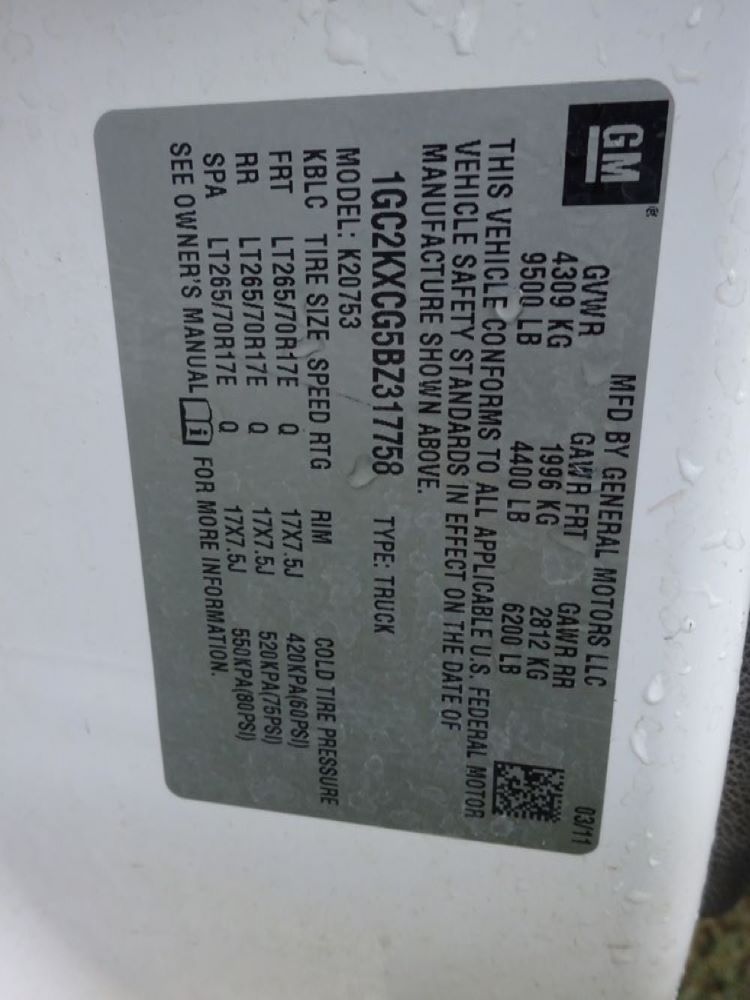 GM®
MFD BY GENERAL MOTORS LLC 03/11
GVWR GAWR FRT GAWR RR
4309 KG 1996 KG 2812 KG
9500 LB 4400 LB 6200 LB
THIS VEHICLE CONFORMS TO ALL APPLICABLE U.S. FEDERAL MOTOR
VEHICLE SAFETY STANDARDS IN EFFECT ON THE DATE OF
MANUFACTURE SHOWN ABOVE.
1GC2KXCG5BZ317758 TYPE: TRUCK
MODEL: K20753
KBLC TIRE SIZE SPEED RTG RIM COLD TIRE PRESSURE
FRT LT265/70R17E Q 17X7.5J 420KPA(60PSI)
RR LT265/70R17E Q 17X7.5J 520KPA(75PSI)
SPA LT265/70R17E Q 17X7.5J 550KPA(80PSI)
SEE OWNER'S MANUAL i FOR MORE INFORMATION.